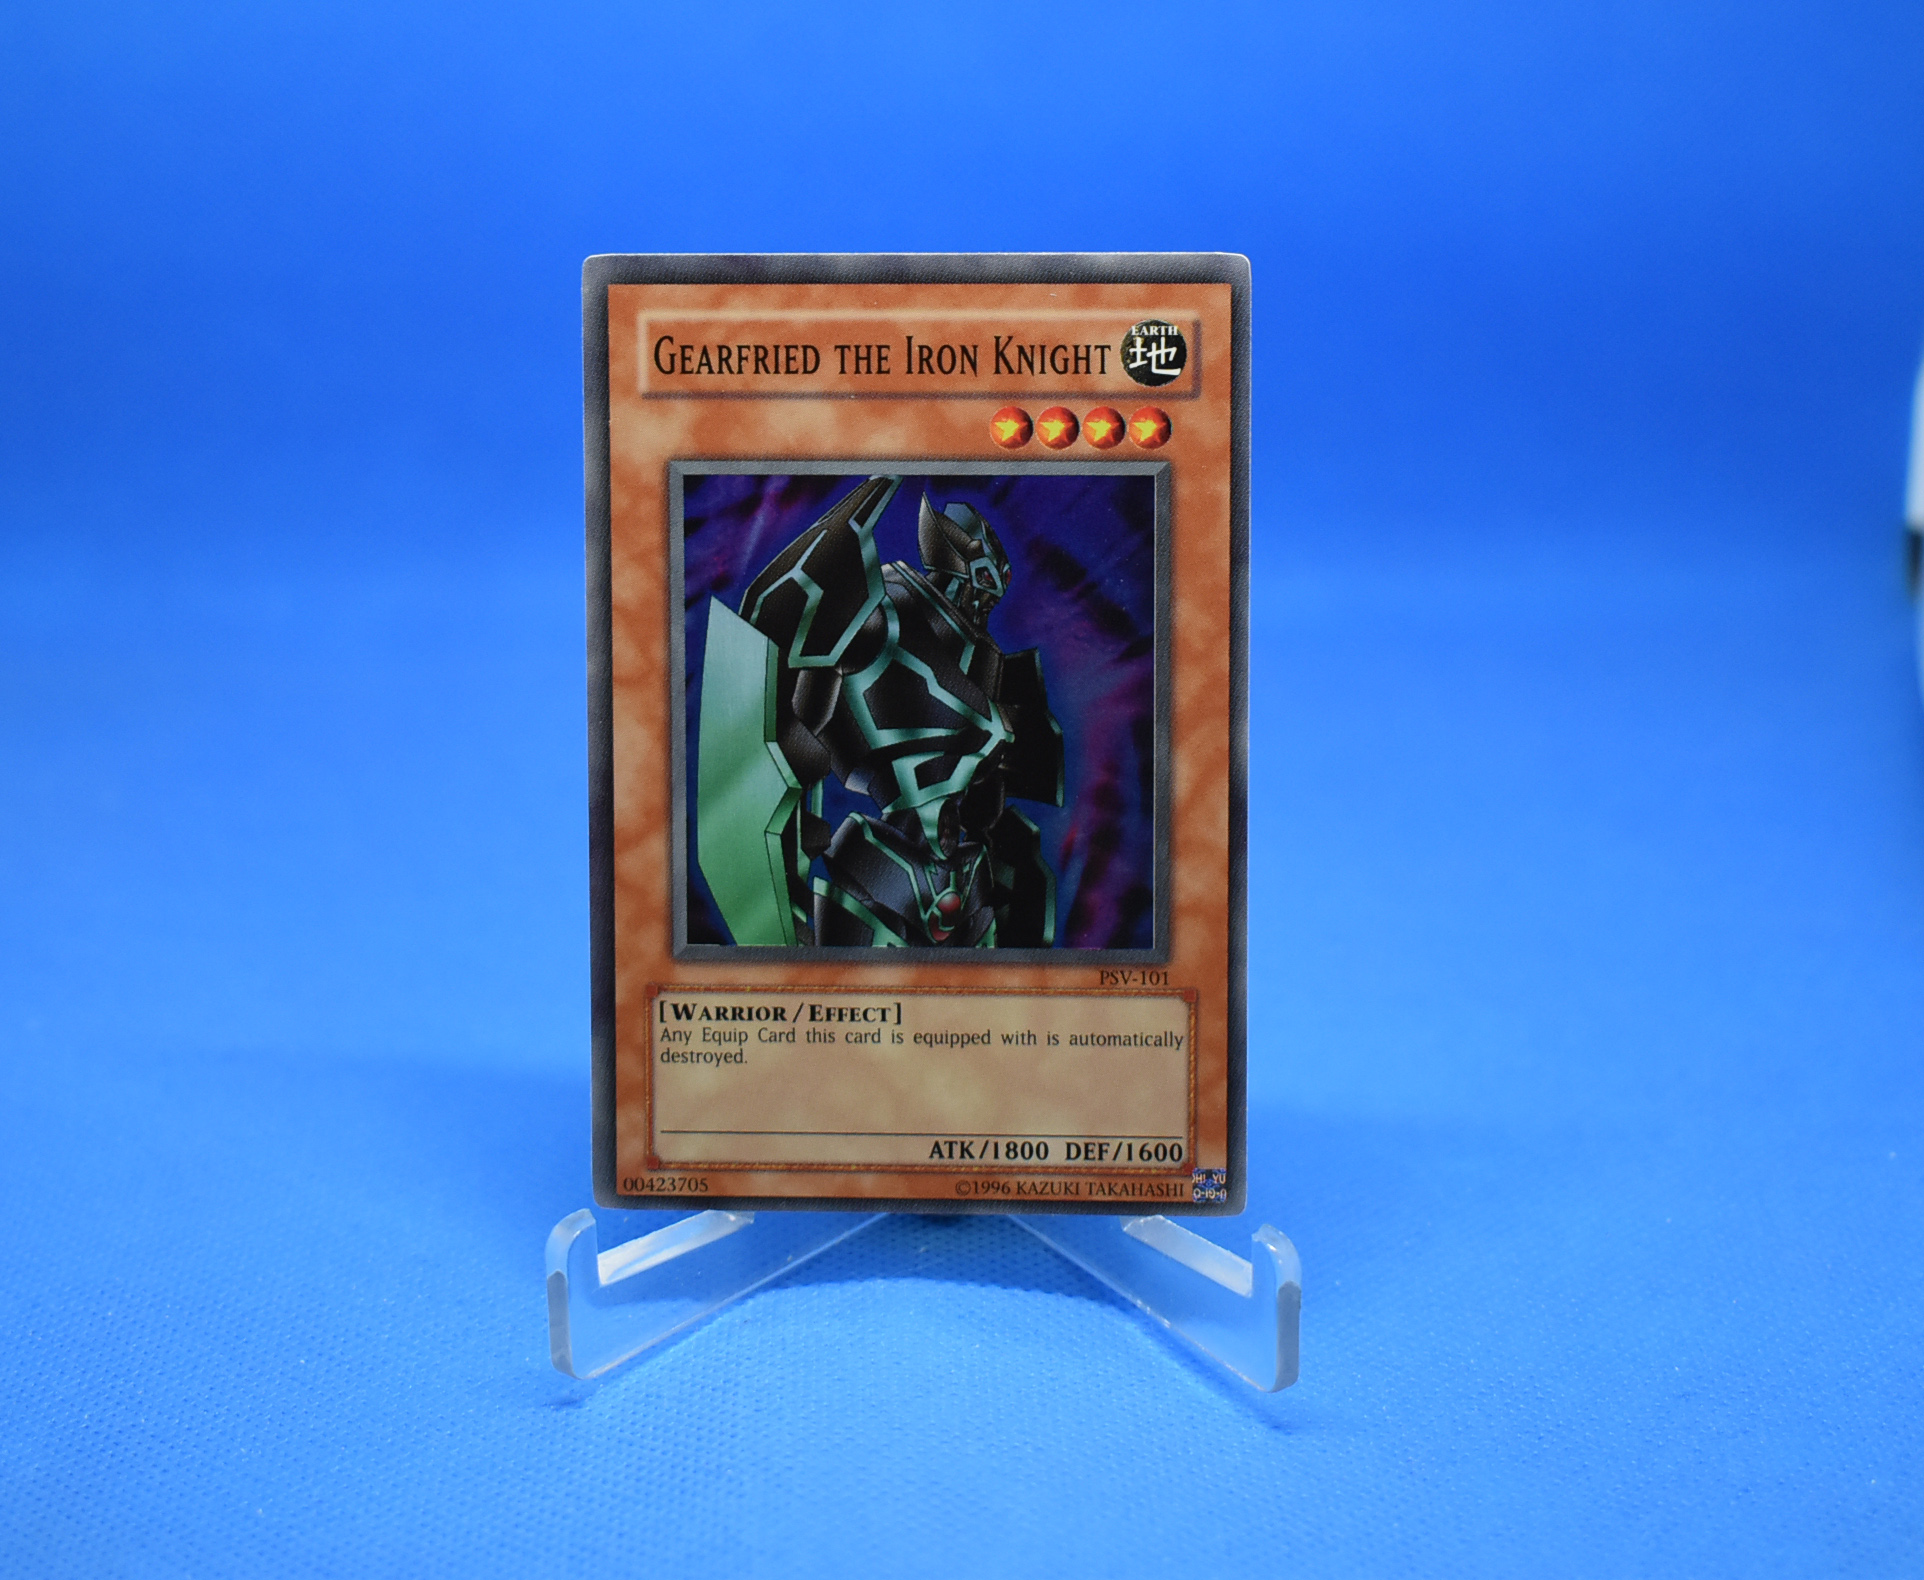 Gearfried the Iron Knight
EARTH
地
PSV-101
[Warrior/Effect]
Any Equip Card this card is equipped with is automatically
destroyed.
ATK/1800 DEF/1600
00423705
©1996 KAZUKI TAKAHASHI